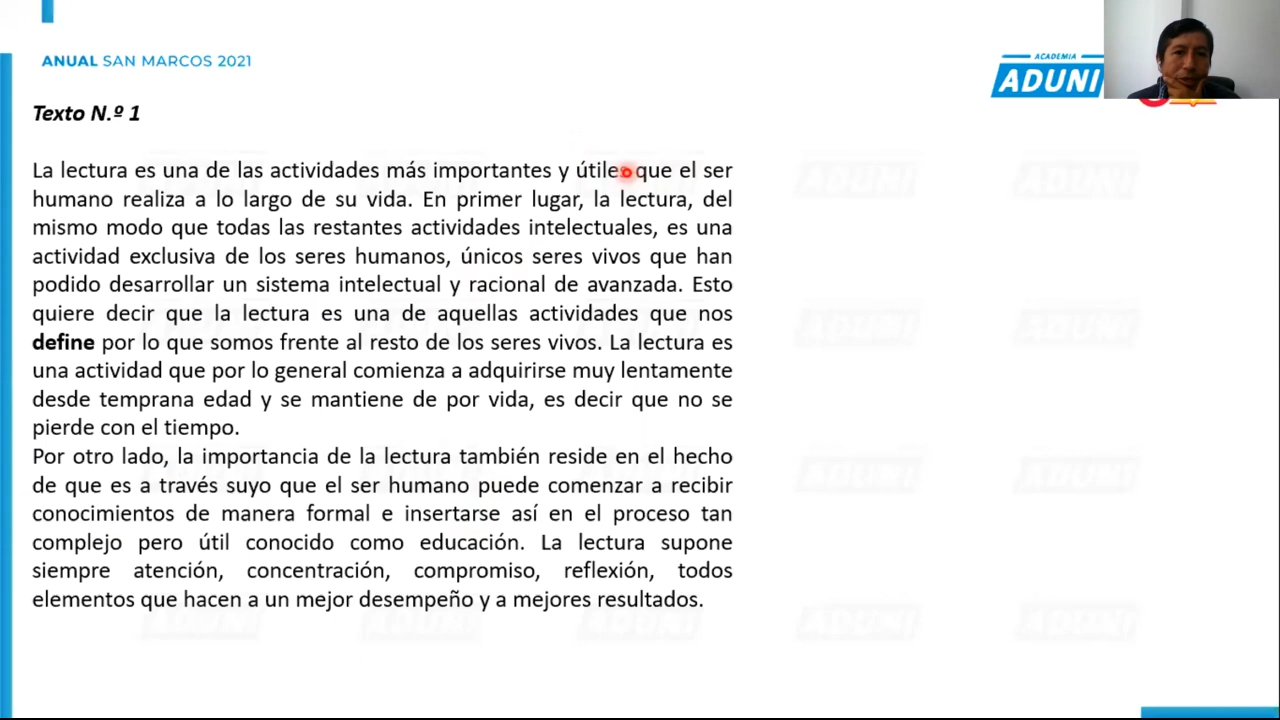 ANUAL SAN MARCOS 2021
ACADEMIA
ADUNI
Texto N.º 1
La lectura es una de las actividades más importantes y útiles que el ser
humano realiza a lo largo de su vida. En primer lugar, la lectura, del
mismo modo que todas las restantes actividades intelectuales, es una
actividad exclusiva de los seres humanos, únicos seres vivos que han
podido desarrollar un sistema intelectual y racional de avanzada. Esto
quiere decir que la lectura es una de aquellas actividades que nos
define por lo que somos frente al resto de los seres vivos. La lectura es
una actividad que por lo general comienza a adquirirse muy lentamente
desde temprana edad y se mantiene de por vida, es decir que no se
pierde con el tiempo.
Por otro lado, la importancia de la lectura también reside en el hecho
de que es a través suyo que el ser humano puede comenzar a recibir
conocimientos de manera formal e insertarse así en el proceso tan
complejo pero útil conocido como educación. La lectura supone
siempre atención, concentración, compromiso, reflexión, todos
elementos que hacen a un mejor desempeño y a mejores resultados.